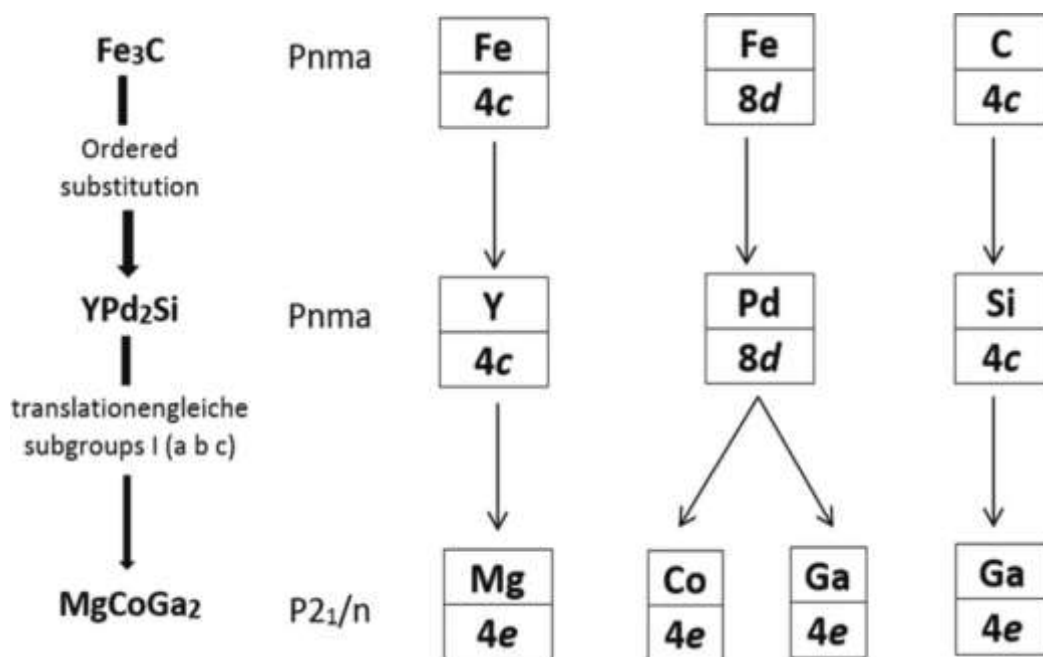 Fe₃C Pnma Fe Fe C
4c 8d 4c
Ordered
substitution
YPd₂Si Pnma Y Pd Si
4c 8d 4c
translationengleiche
subgroups I (a b c)
MgCoGa₂ P2₁/n Mg Co Ga Ga
4e 4e 4e 4e